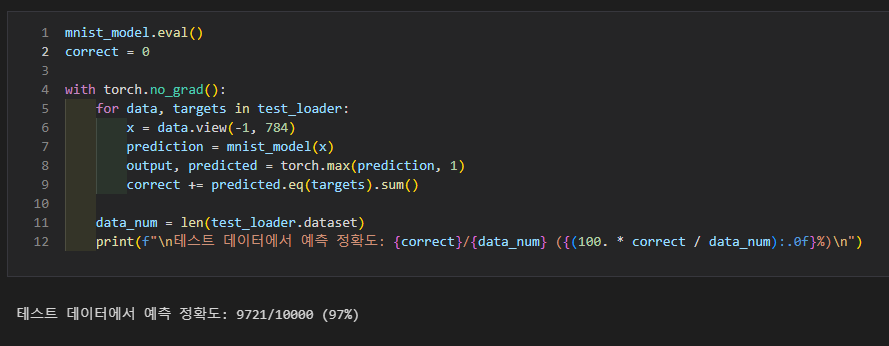 1 mnist_model.eval()
2 correct = 0
3
4 with torch.no_grad():
5     for data, targets in test_loader:
6         x = data.view(-1, 784)
7         prediction = mnist_model(x)
8         output, predicted = torch.max(prediction, 1)
9         correct += predicted.eq(targets).sum()
10
11     data_num = len(test_loader.dataset)
12     print(f"\n테스트 데이터에서 예측 정확도: {correct}/{data_num} ({(100. * correct / data_num):.0f}%)\n")
테스트 데이터에서 예측 정확도: 9721/10000 (97%)